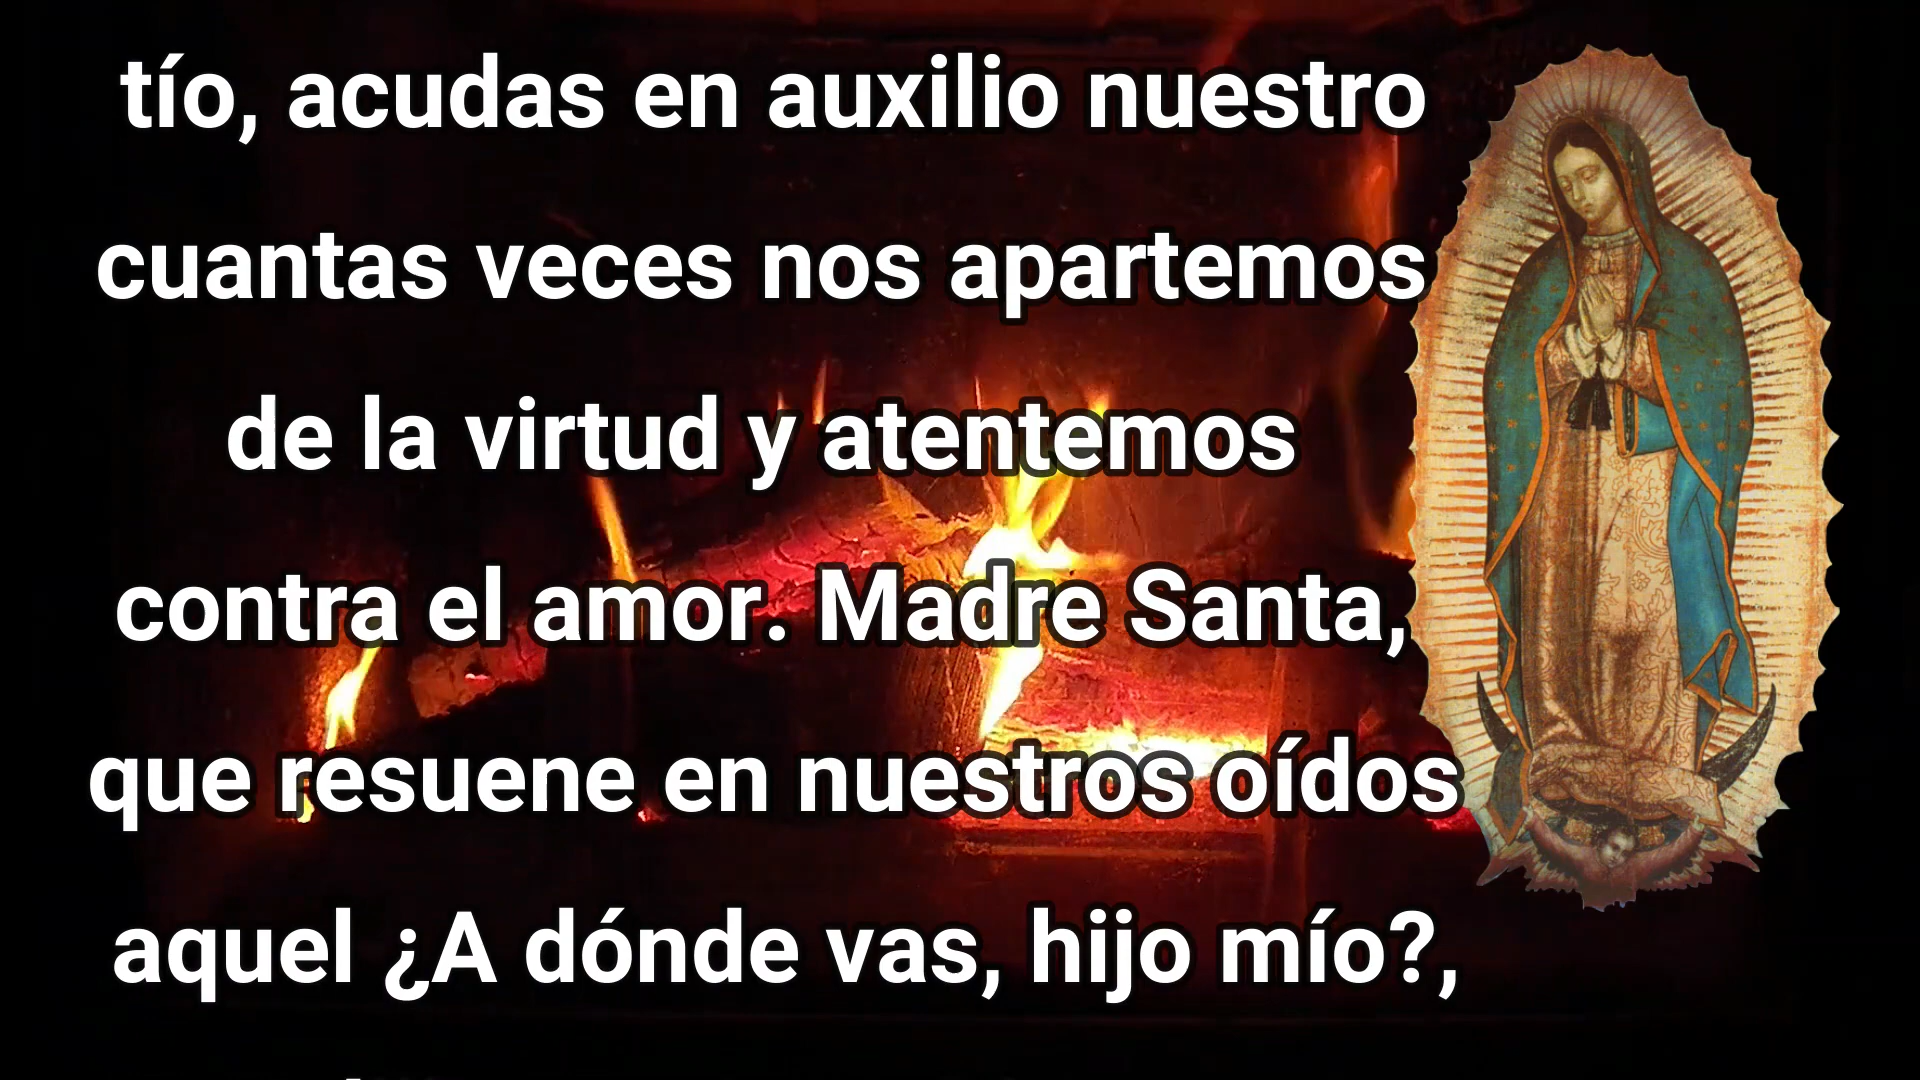 tío, acudas en auxilio nuestro
cuantas veces nos apartemos
de la virtud y atentemos
contra el amor. Madre Santa,
que resuene en nuestros oídos
aquel ¿A dónde vas, hijo mío?,